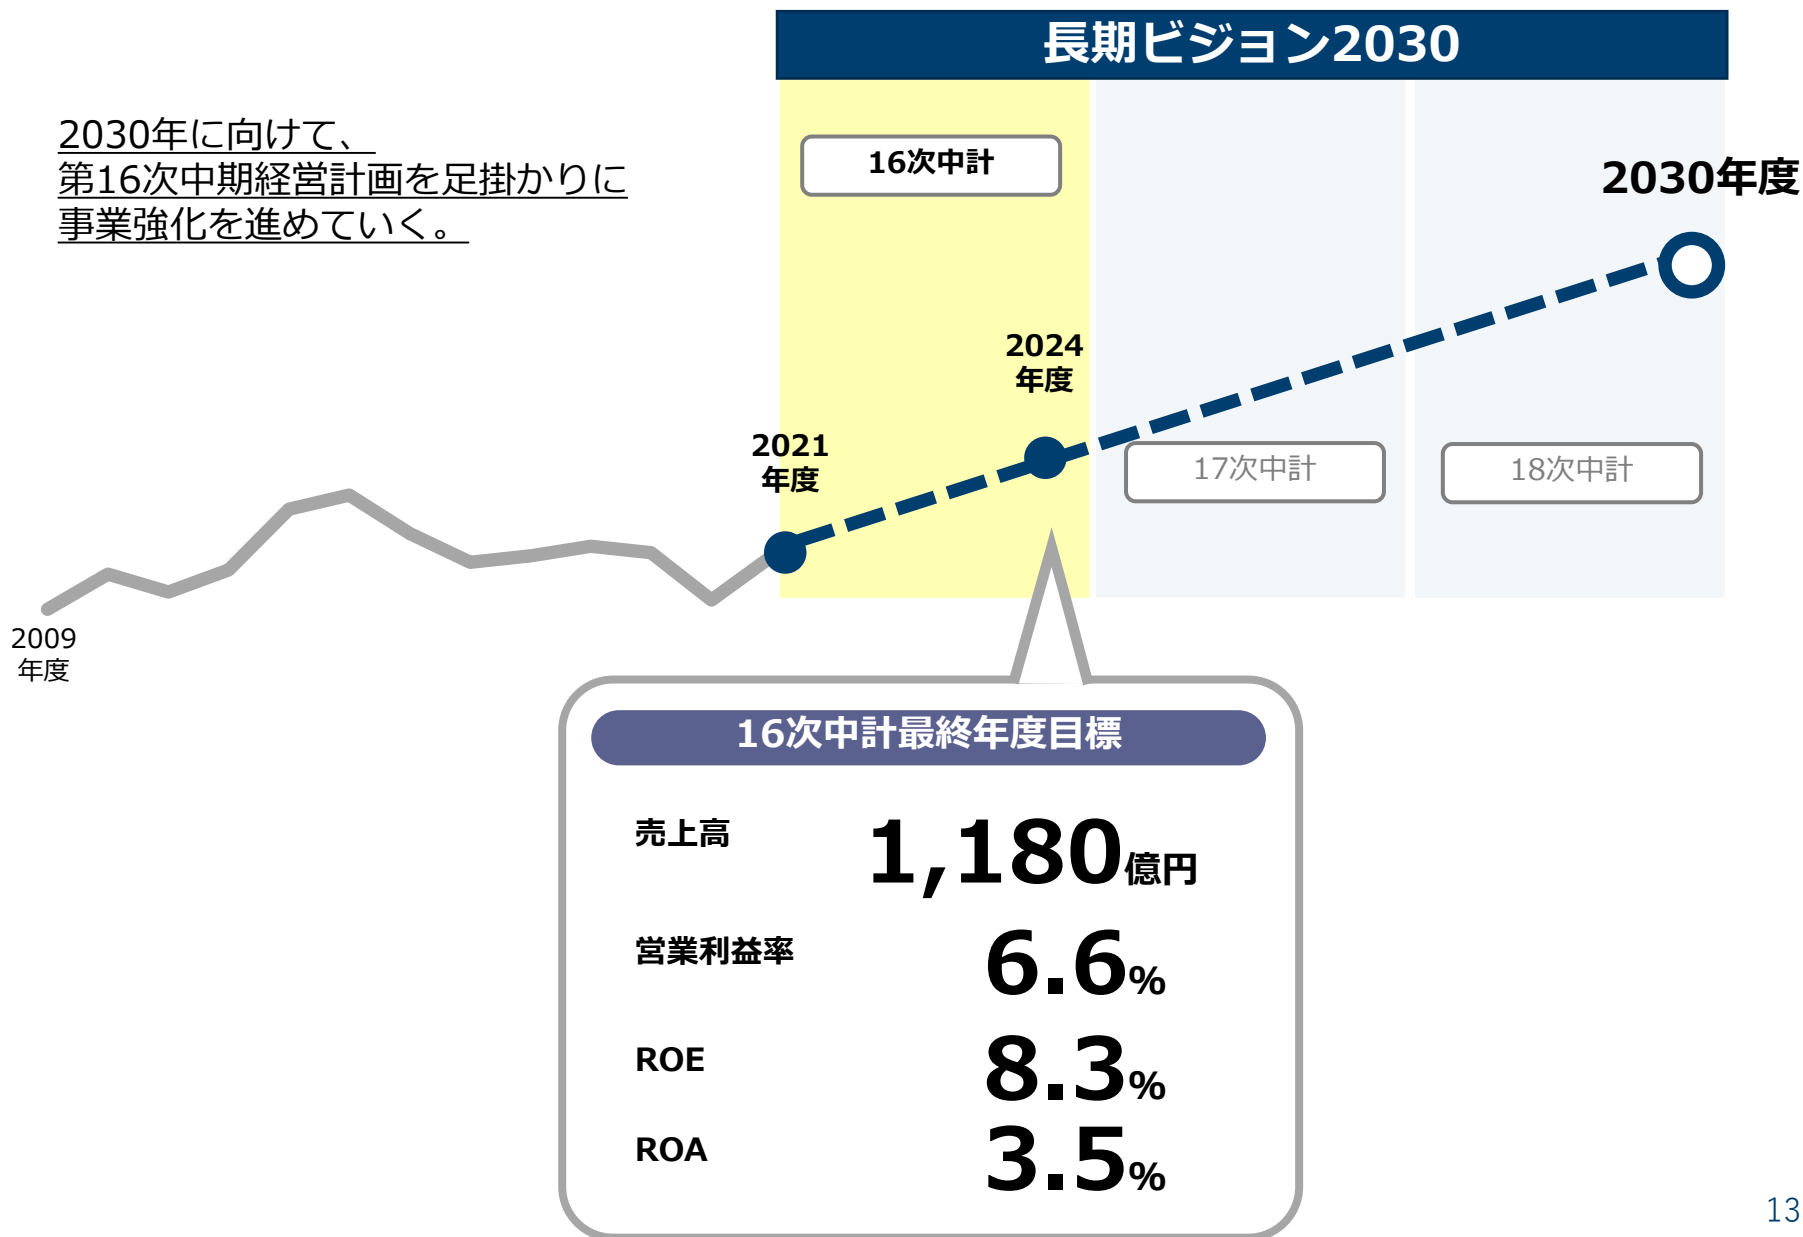 長期ビジョン2030
2030年に向けて、
第16次中期経営計画を足掛かりに
事業強化を進めていく。
16次中計
2030年度
2024
年度
2021
年度
17次中計
18次中計
2009
年度
16次中計最終年度目標
売上高 1,180億円
営業利益率 6.6%
ROE 8.3%
ROA 3.5%
13